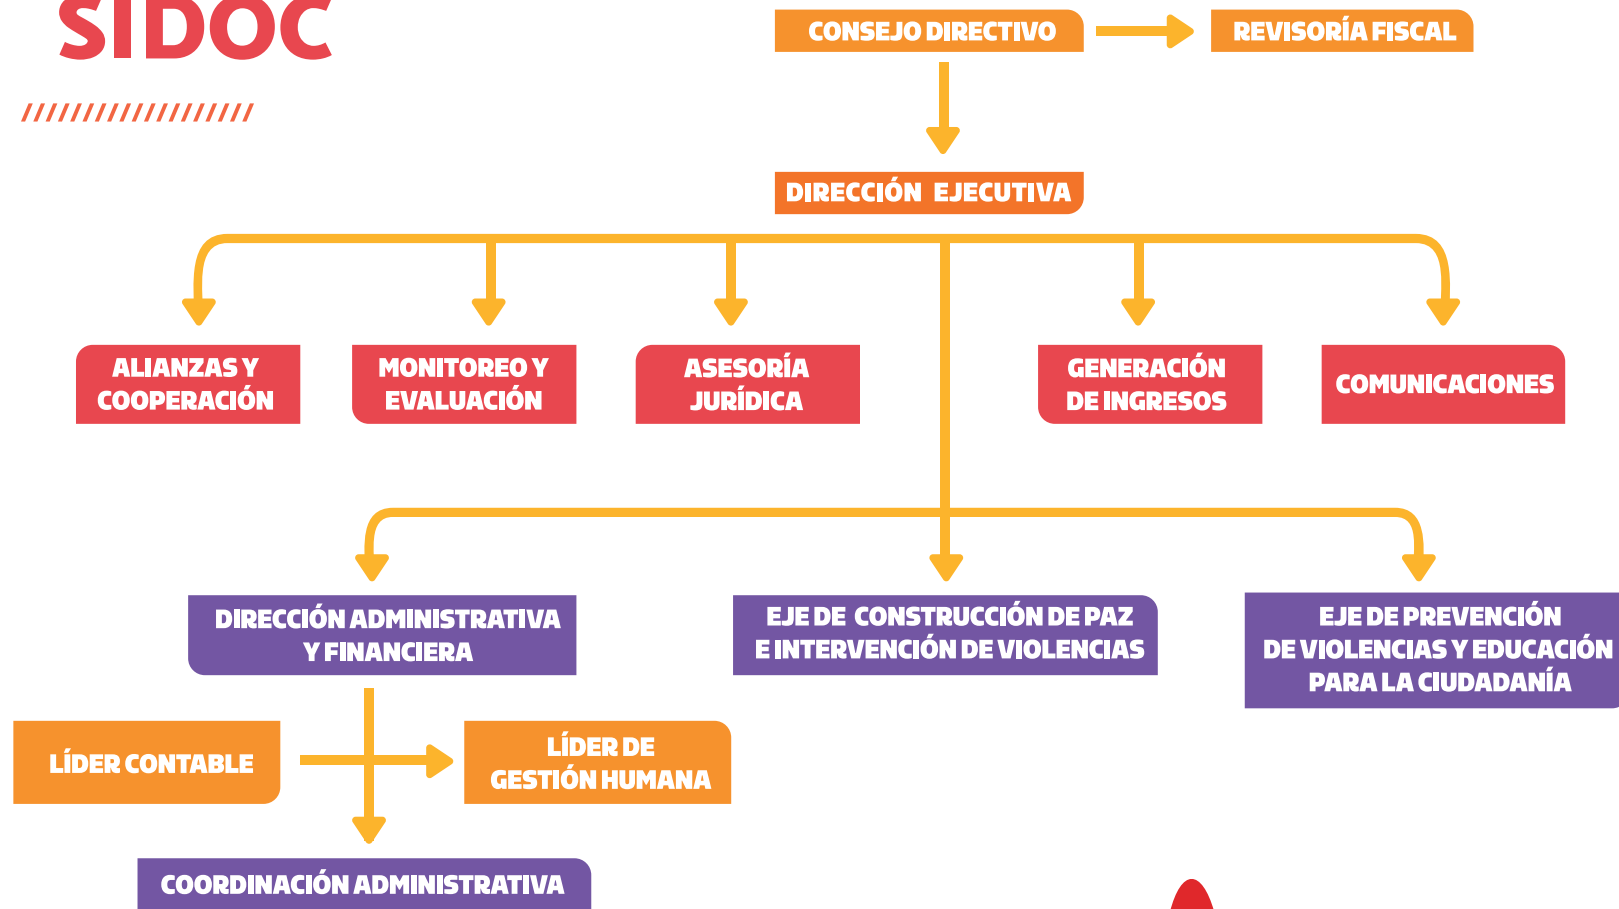 SIDOC
CONSEJO DIRECTIVO
REVISORÍA FISCAL
DIRECCIÓN EJECUTIVA
ALIANZAS Y
COOPERACIÓN
MONITOREO Y
EVALUACIÓN
ASESORÍA
JURÍDICA
GENERACIÓN
DE INGRESOS
COMUNICACIONES
DIRECCIÓN ADMINISTRATIVA
Y FINANCIERA
EJE DE CONSTRUCCIÓN DE PAZ
E INTERVENCIÓN DE VIOLENCIAS
EJE DE PREVENCIÓN
DE VIOLENCIAS Y EDUCACIÓN
PARA LA CIUDADANÍA
LÍDER CONTABLE
LÍDER DE
GESTIÓN HUMANA
COORDINACIÓN ADMINISTRATIVA